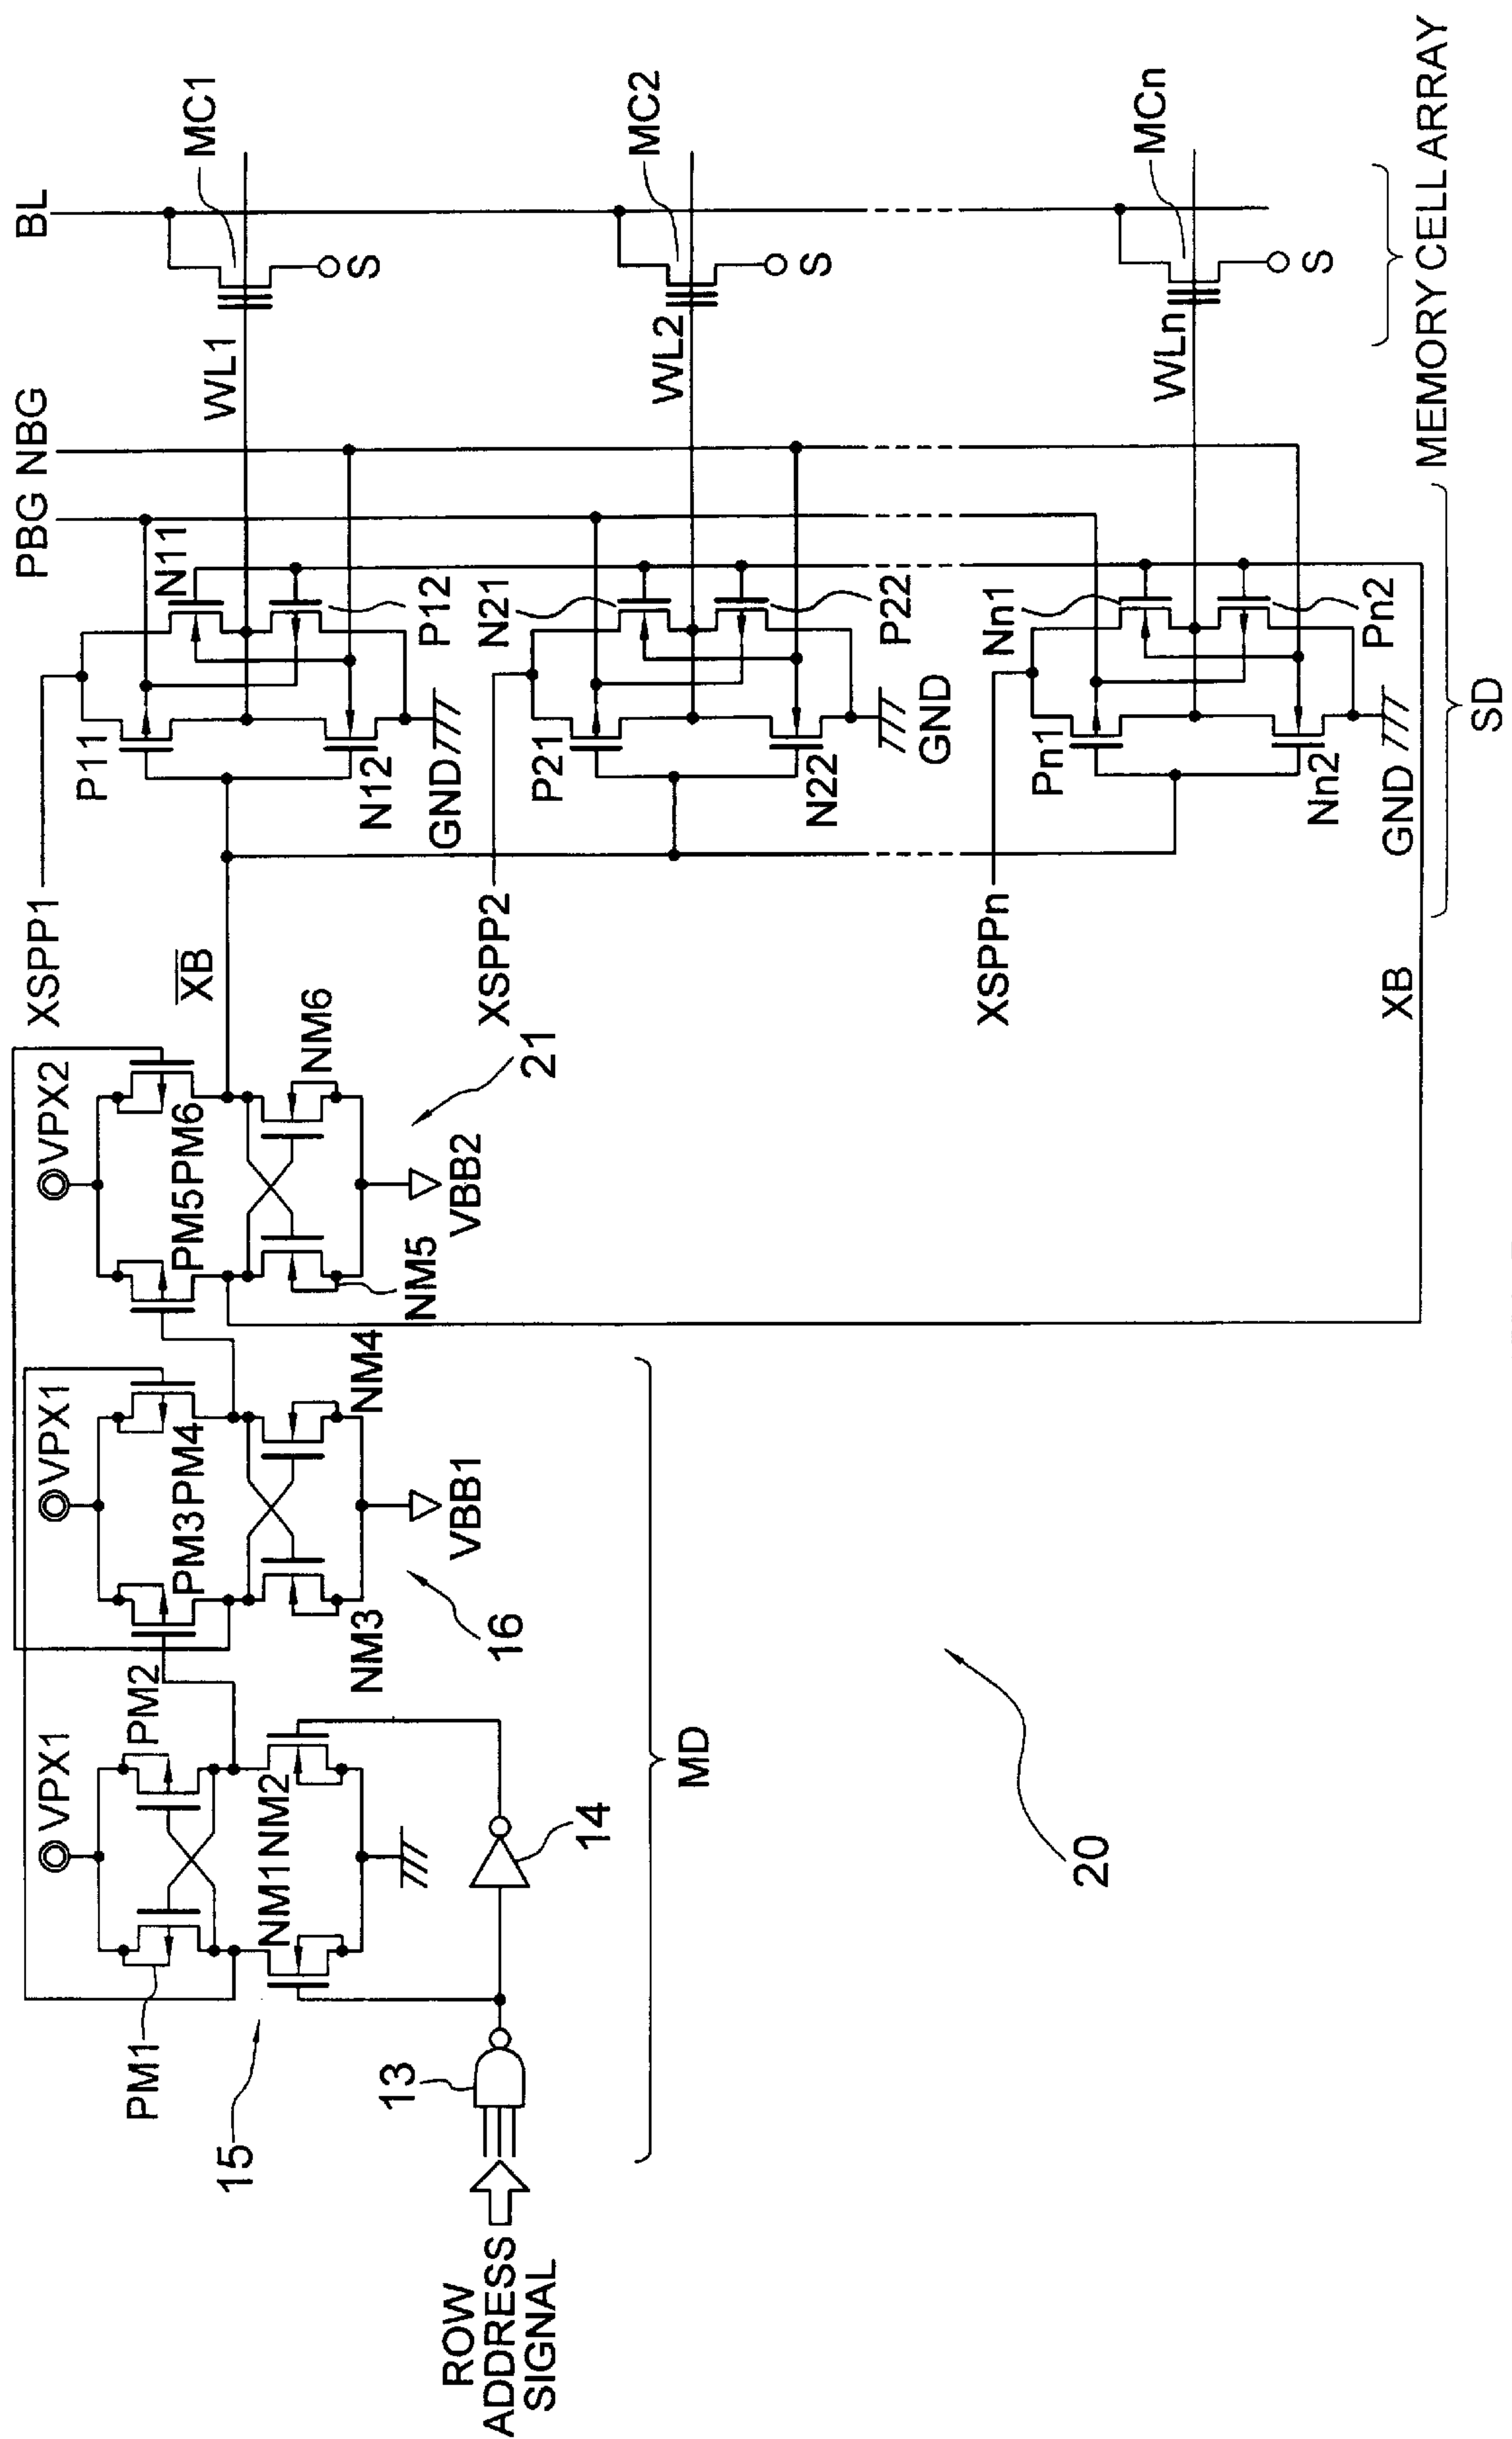 ROW
ADDRESS
SIGNAL
13
14
15
PM1
VPX1
PM2
NM1NM2
MD
VPX1
PM3PM4
NM3
NM4
VBB1
16
VPX2
PM5PM6
NM5
NM6
VBB2
21
20
XB
XB
XSPP1
P11
N11
P12
N12
GND
XSPP2
P21
N21
P22
N22
GND
XSPPn
Pn1
Nn1
Pn2
Nn2
GND
SD
PBG
NBG
BL
WL1
MC1
S
WL2
MC2
S
WLn
MCn
S
MEMORY CELL ARRAY